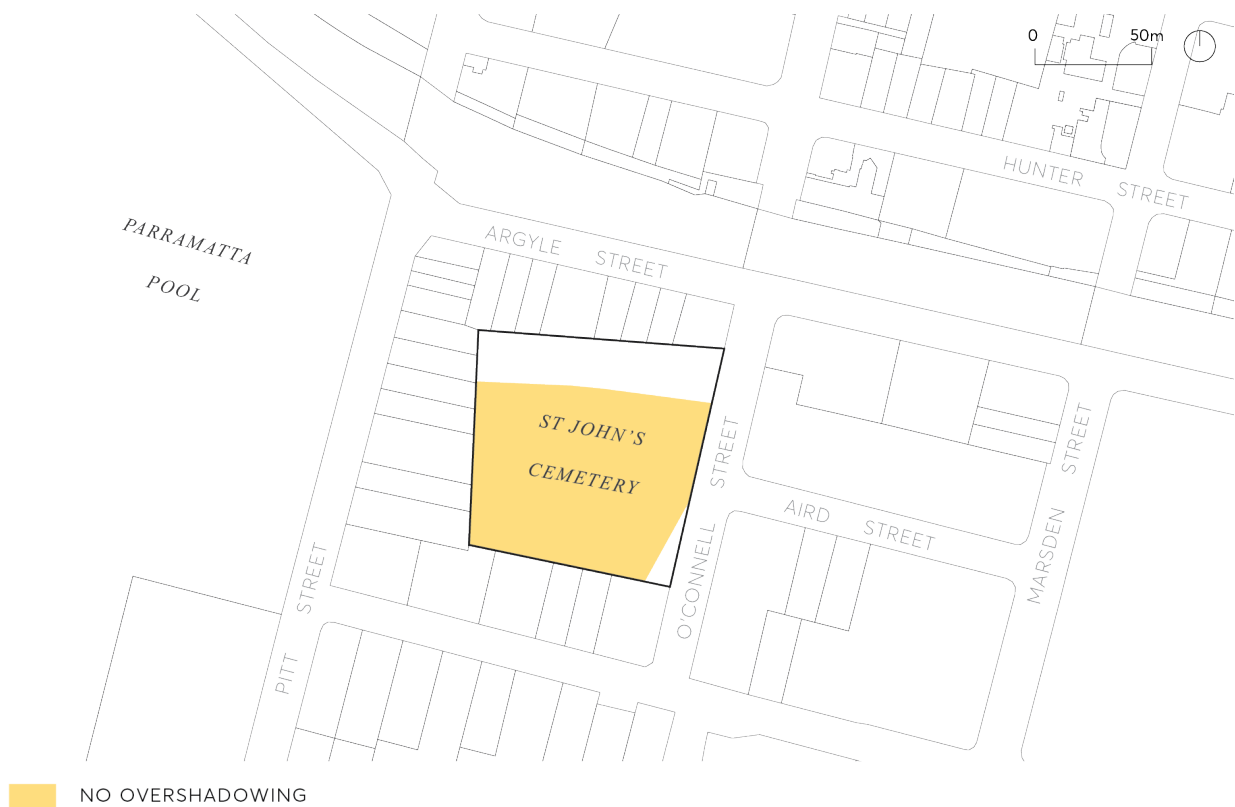 0 50m
HUNTER STREET
PARRAMATTA
POOL
ARGYLE STREET
ST JOHN'S
CEMETERY
O'CONNELL STREET
AIRD STREET
MARSDEN STREET
PITT STREET
NO OVERSHADOWING